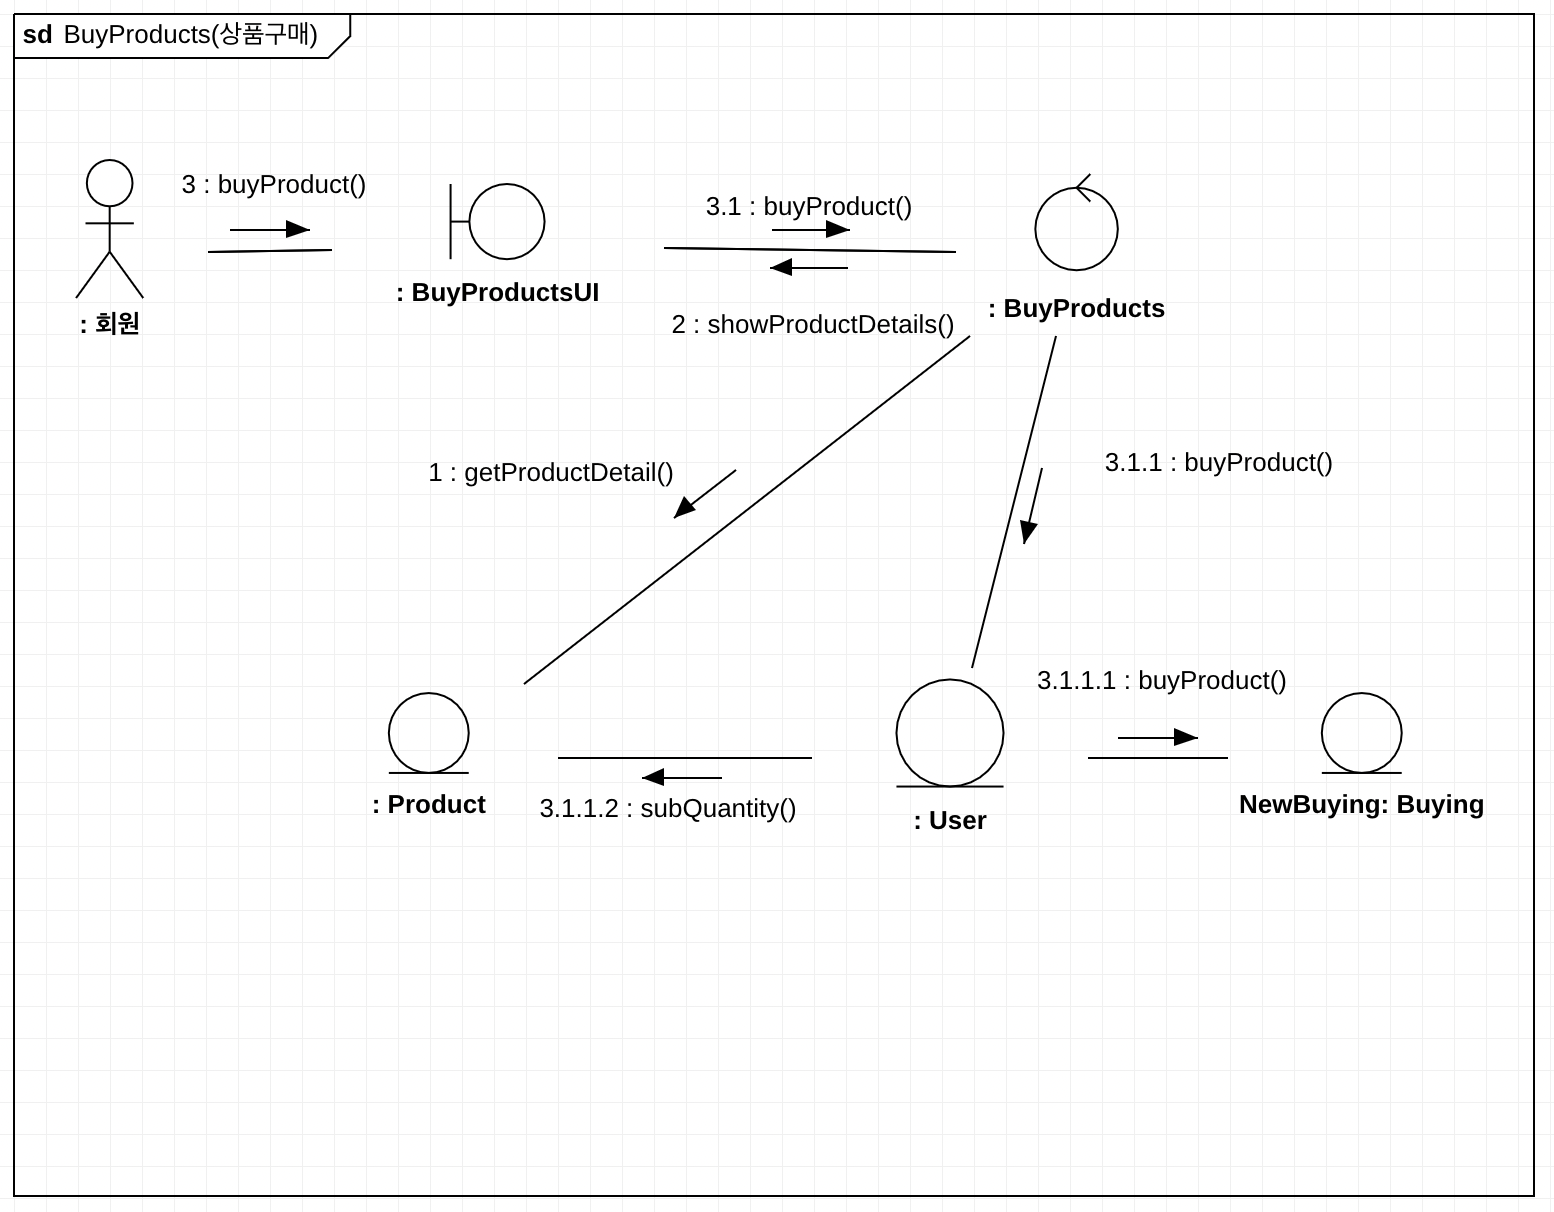 sd BuyProducts(상품구매)
3 : buyProduct()
3.1 : buyProduct()
: BuyProductsUI
: BuyProducts
: 회원
2 : showProductDetails()
1 : getProductDetail()
3.1.1 : buyProduct()
3.1.1.1 : buyProduct()
: Product
3.1.1.2 : subQuantity()
: User
NewBuying: Buying